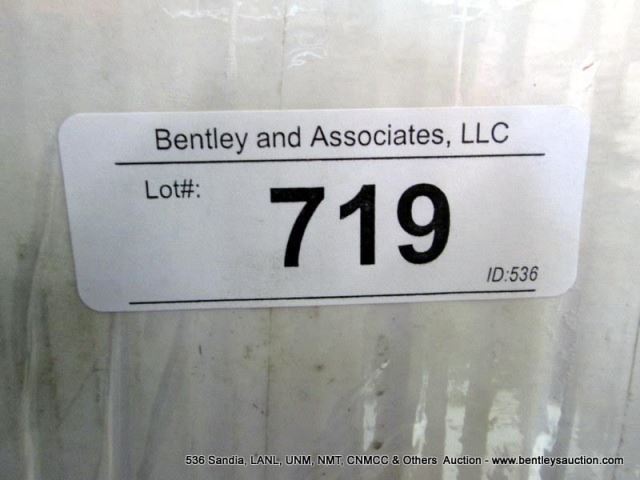 Bentley and Associates, LLC
Lot#:
719
ID:536
536 Sandia, LANL, UNM, NMT, CNMCC & Others  Auction - www.bentleysauction.com